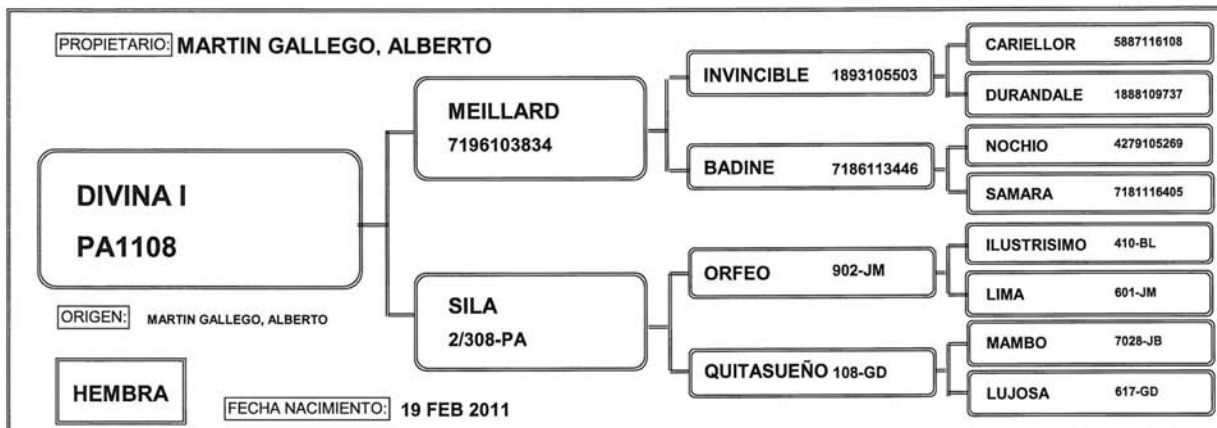 PROPIETARIO: MARTIN GALLEGO, ALBERTO
DIVINA I
PA1108
ORIGEN: MARTIN GALLEGO, ALBERTO
HEMBRA
FECHA NACIMIENTO: 19 FEB 2011
MEILLARD
7196103834
SILA
2/308-PA
INVINCIBLE 1893105503
BADINE 7186113446
ORFEO 902-JM
QUITASUEÑO 108-GD
CARIELLOR 5887116108
DURANDALE 1888109737
NOCHIO 4279105269
SAMARA 7181116405
ILUSTRISIMO 410-BL
LIMA 601-JM
MAMBO 7028-JB
LUJOSA 617-GD